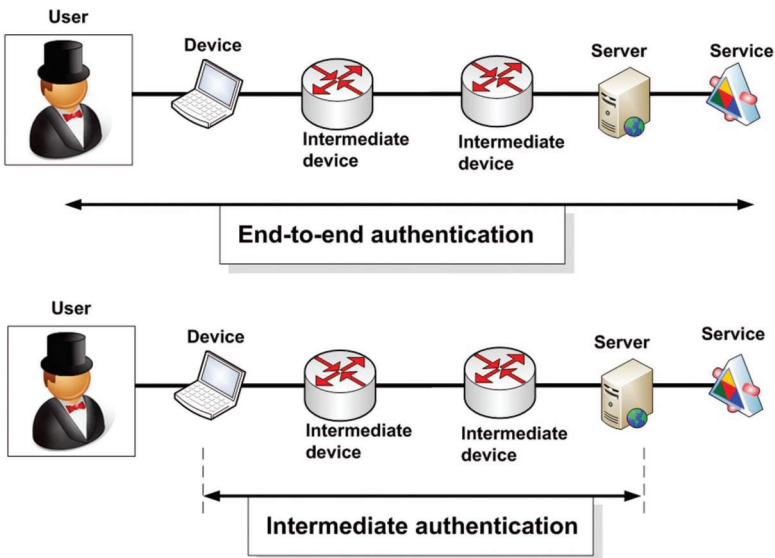 User
Device
Server
Service
Intermediate
device
Intermediate
device
End-to-end authentication
User
Device
Server
Service
Intermediate
device
Intermediate
device
Intermediate authentication